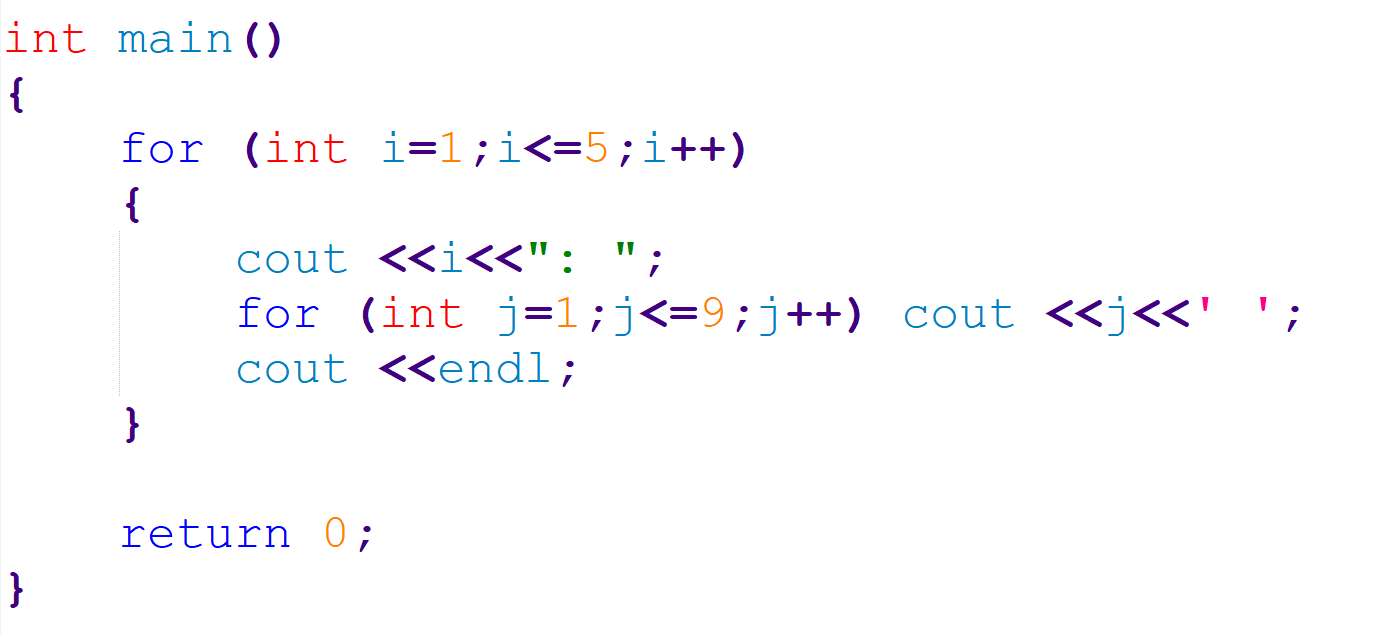 int main()
{
for (int i=1;i<=5;i++)
{
cout <<i<<": ";
for (int j=1;j<=9;j++) cout <<j<<' ';
cout <<endl;
}
return 0;
}